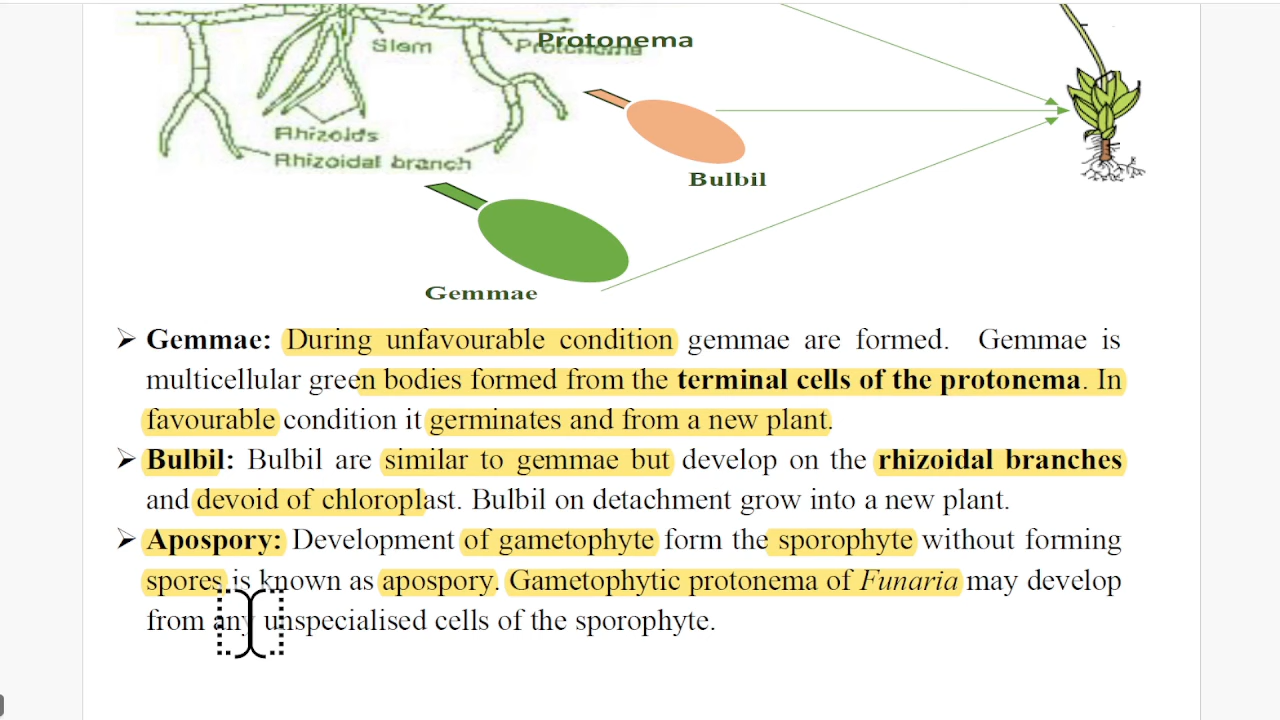 Stem
Protonema
Protonema
Rhizoids
Rhizoidal branch
Bulbil
Gemmae
➢ Gemmae: During unfavourable condition gemmae are formed. Gemmae is
multicellular green bodies formed from the terminal cells of the protonema. In
favourable condition it germinates and from a new plant.
➢ Bulbil: Bulbil are similar to gemmae but develop on the rhizoidal branches
and devoid of chloroplast. Bulbil on detachment grow into a new plant.
➢ Apospory: Development of gametophyte form the sporophyte without forming
spores is known as apospory. Gametophytic protonema of Funaria may develop
from any unspecialised cells of the sporophyte.